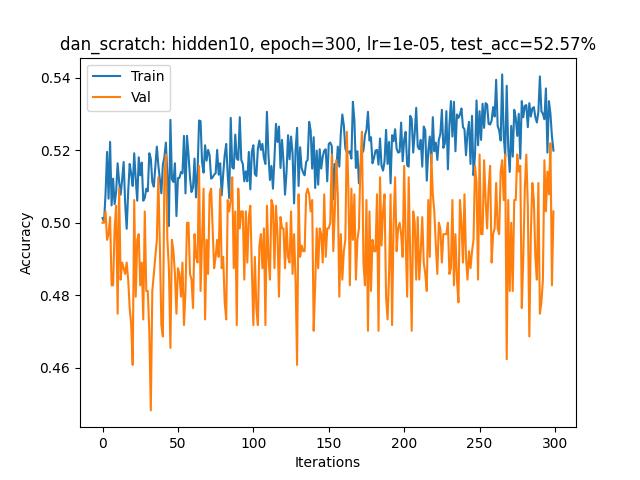 dan_scratch: hidden10, epoch=300, lr=1e-05, test_acc=52.57%
Train
Val
0.54
0.52
0.50
0.48
0.46
Accuracy
0 50 100 150 200 250 300
Iterations